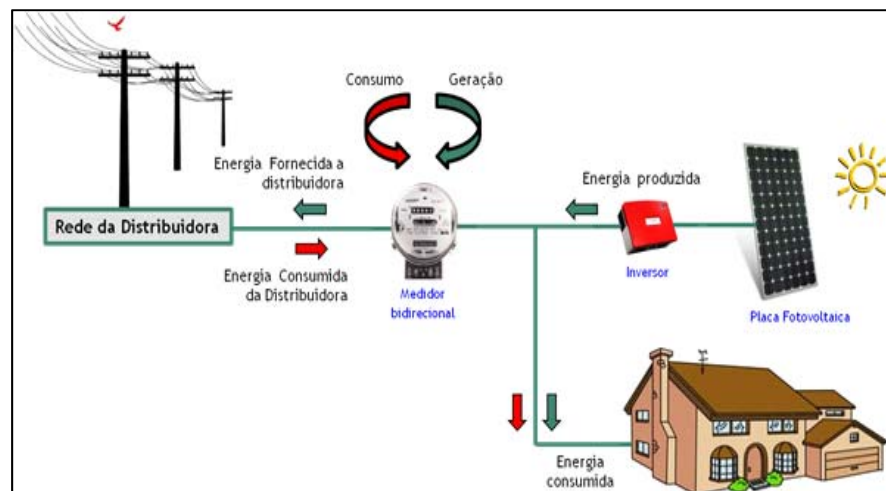 Consumo
Geração
Energia Fornecida a
distribuidora
Energia produzida
Rede da Distribuidora
Energia Consumida
da Distribuidora
Medidor
bidirecional
Inversor
Placa Fotovoltaica
Energia
consumida